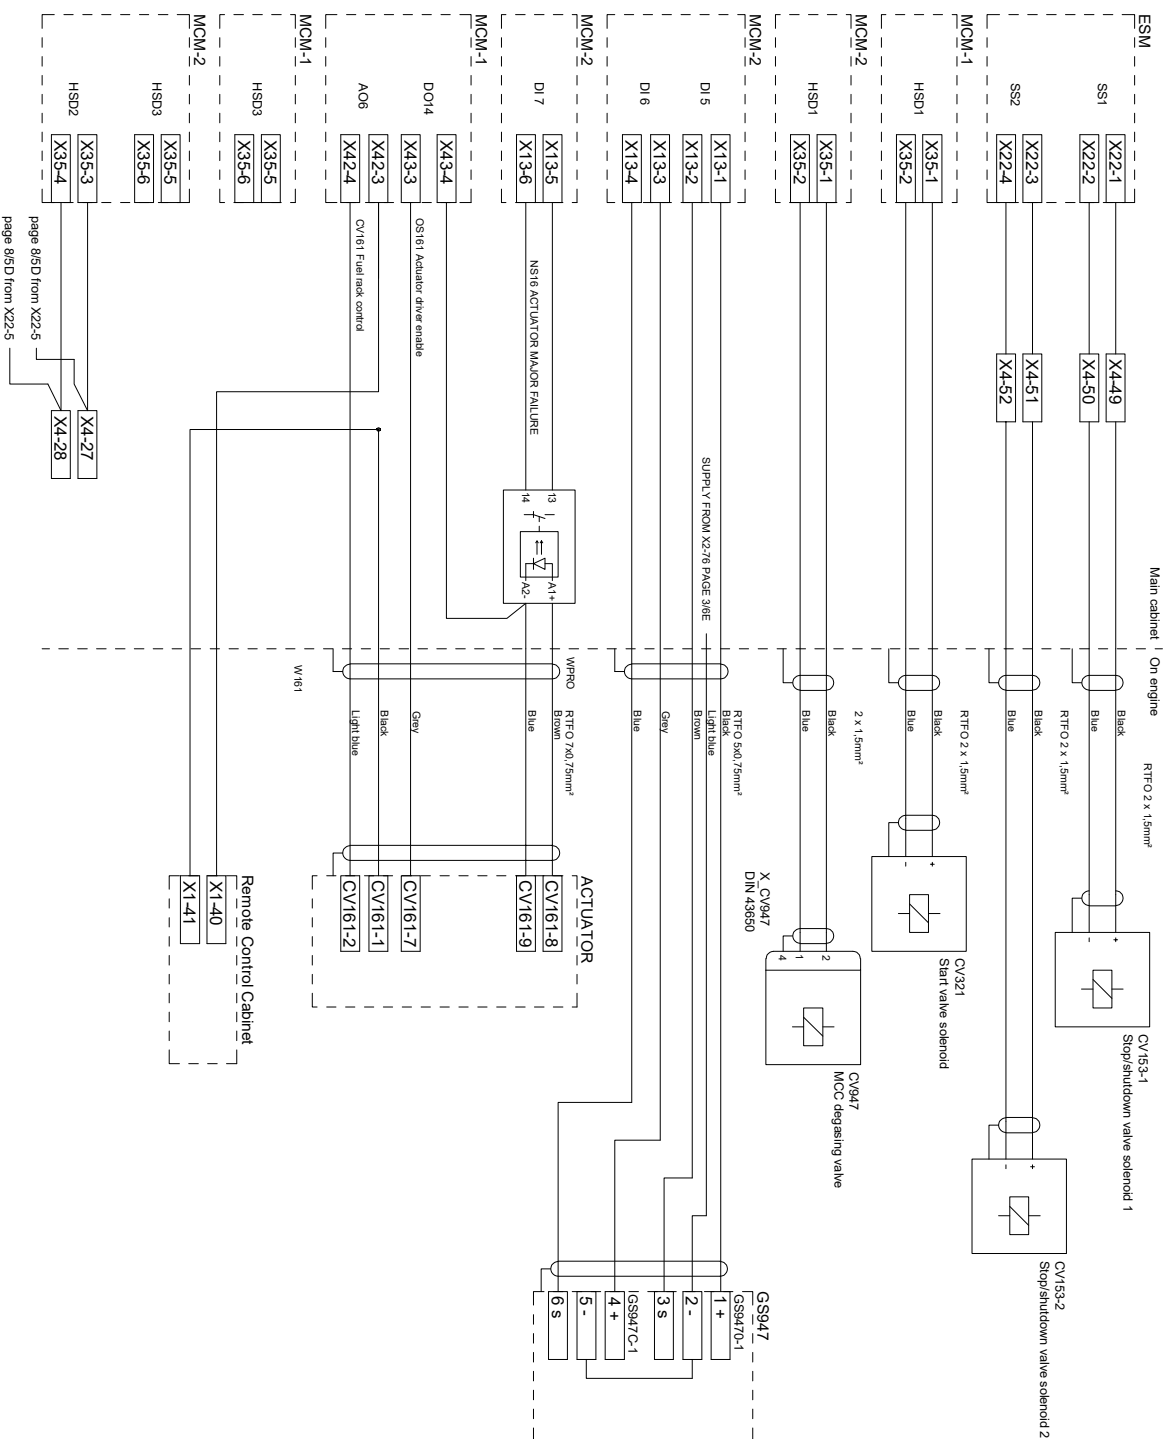 Main cabinet
On engine
ESM
SS1
X22-1
X22-2
X4-49
X4-50
Black
Blue
RTFO 2 x 1,5mm²
+
-
CV153-1
Stop/shutdown valve solenoid 1
SS2
X22-3
X22-4
X4-51
X4-52
RTFO 2 x 1,5mm²
Black
Blue
+
-
CV153-2
Stop/shutdown valve solenoid 2
MCM-1
HSD1
X35-1
X35-2
RTFO 2 x 1,5mm²
Black
Blue
+
-
CV321
Start valve solenoid
MCM-2
HSD1
X35-1
X35-2
2 x 1,5mm²
Black
Blue
X_CV947
DIN 43650
2
1
4
CV947
MCC degasing valve
MCM-2
DI 5
X13-1
X13-2
SUPPLY FROM X2-76 PAGE 3/6E
RTFO 5x0,75mm²
Black
Light blue
Brown
DI 6
X13-3
X13-4
Grey
Blue
GS947
GS947O-1
1 +
2 -
3 s
GS947C-1
4 +
5 -
6 s
MCM-2
DI 7
X13-5
X13-6
NS16 ACTUATOR MAJOR FAILURE
13
14
A1+
A2-
WPRO
RTFO 7x0,75mm²
Brown
Blue
ACTUATOR
CV161-8
CV161-9
MCM-1
DO14
X43-4
X43-3
OS161 Actuator driver enable
Grey
CV161-7
AO6
X42-3
X42-4
CV161 Fuel rack control
Black
Light blue
CV161-1
CV161-2
W161
MCM-1
HSD3
X35-5
X35-6
Remote Control Cabinet
X1-40
X1-41
MCM-2
HSD3
X35-5
X35-6
HSD2
X35-3
X35-4
X4-27
X4-28
page 8/5D from X22-5
page 8/5D from X22-5